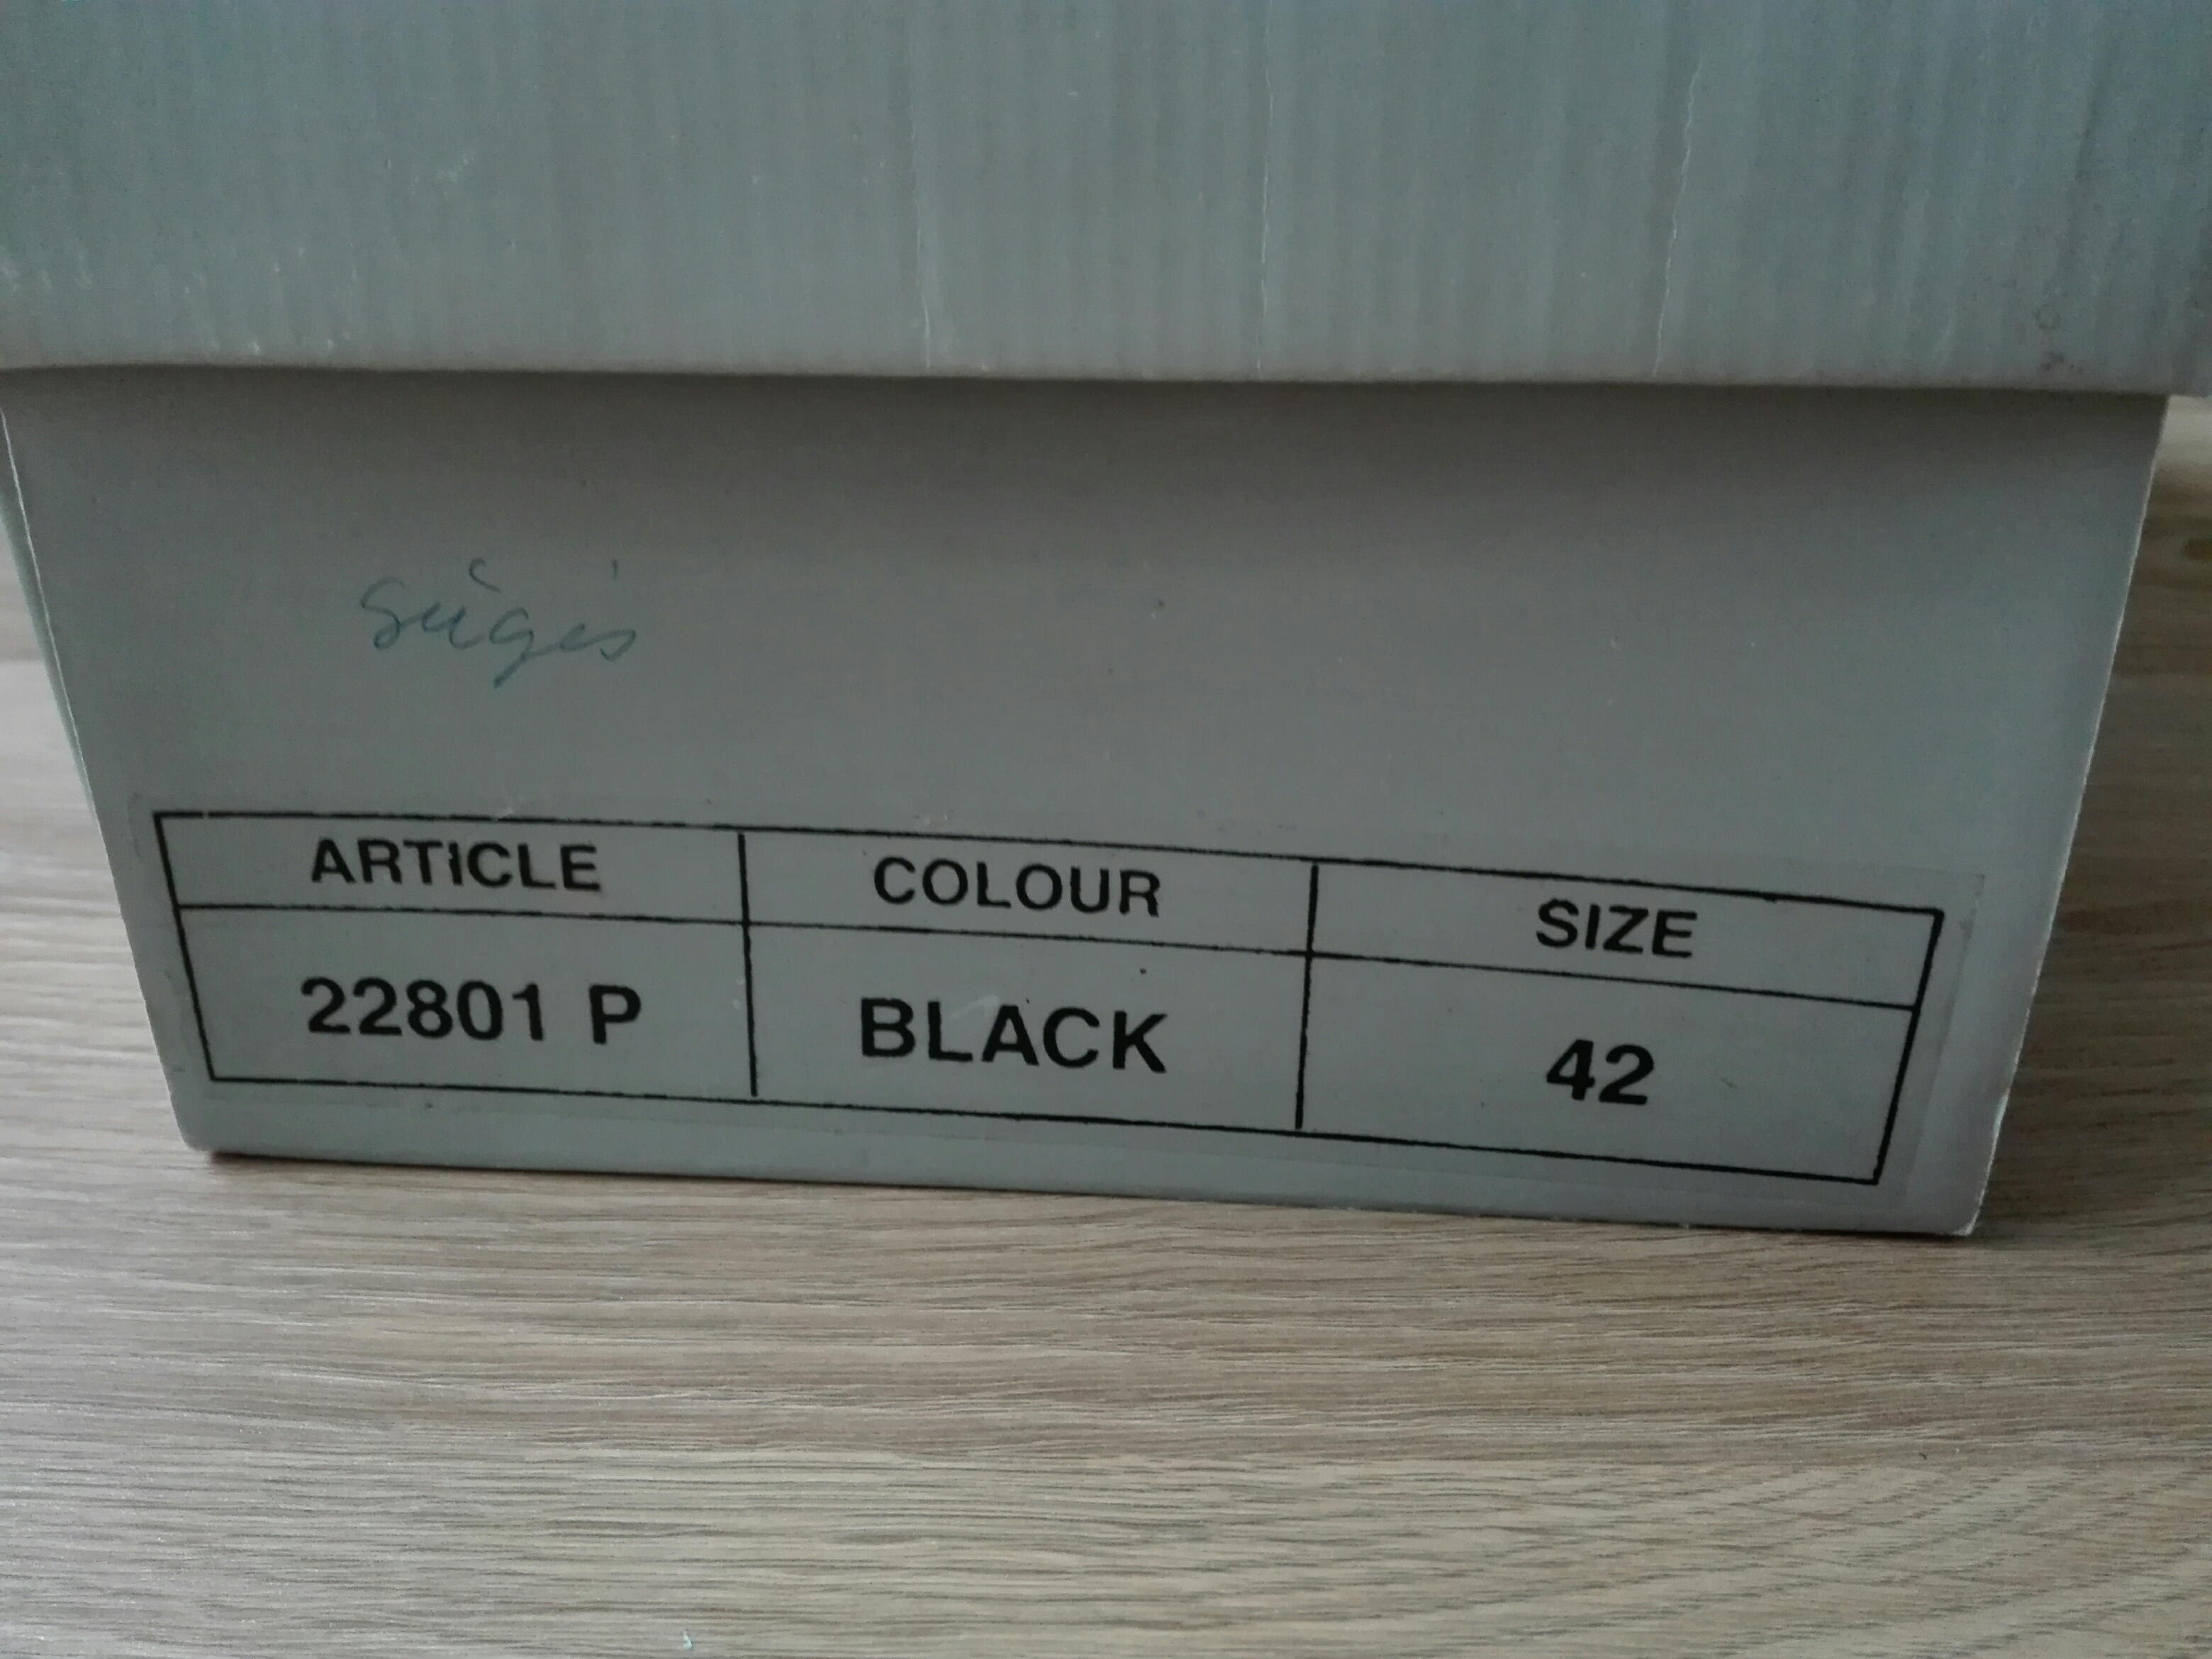 ARTICLE COLOUR SIZE
22801 P BLACK 42